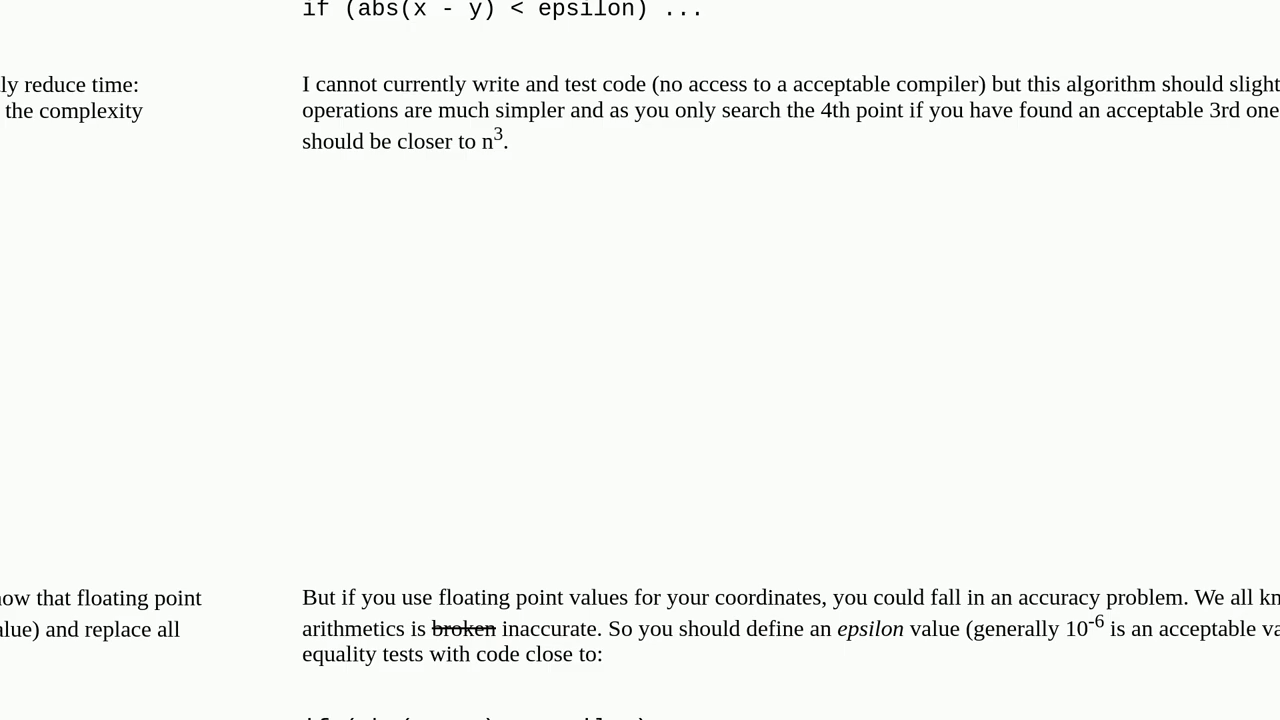 if (abs(x - y) < epsilon) ...
ly reduce time:
the complexity
I cannot currently write and test code (no access to a acceptable compiler) but this algorithm should slight
operations are much simpler and as you only search the 4th point if you have found an acceptable 3rd one
should be closer to n³.
ow that floating point
alue) and replace all
But if you use floating point values for your coordinates, you could fall in an accuracy problem. We all kn
arithmetics is broken inaccurate. So you should define an epsilon value (generally 10⁻⁶ is an acceptable va
equality tests with code close to: